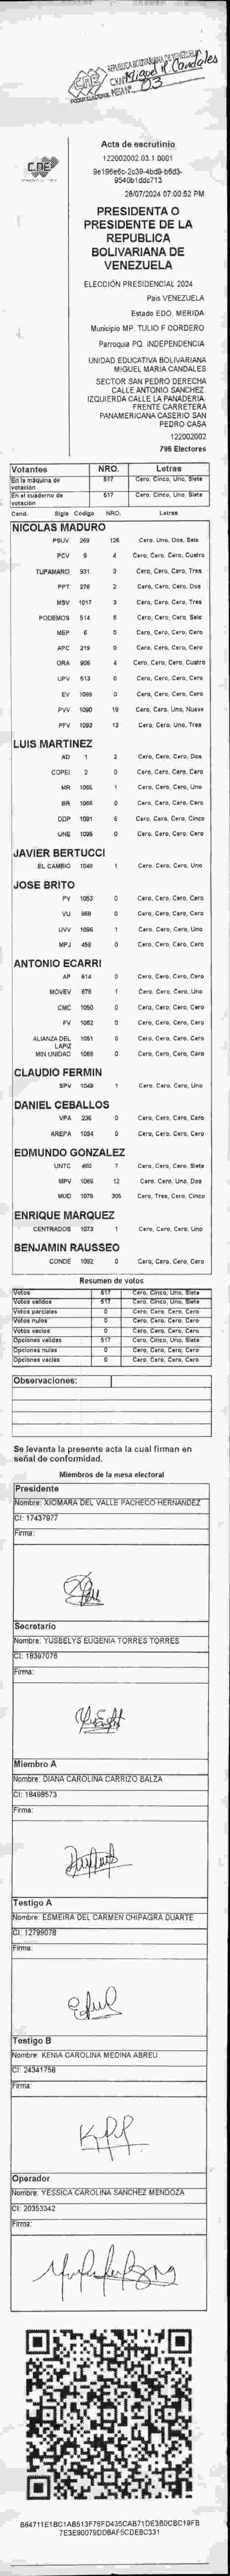 REPUBLICA BOLIVARIANA DE VENEZUELA
CNE
Miguel M. Candales
PODER ELECTORAL MESA Nº 03
CNE
Acta de escrutinio
122002002.03.1.0001
28/07/2024 07:00:52 PM
PRESIDENTA O
PRESIDENTE DE LA
REPUBLICA
BOLIVARIANA DE
VENEZUELA
ELECCIÓN PRESIDENCIAL 2024
Pais VENEZUELA
Estado EDO. MERIDA
Municipio MP. TULIO F CORDERO
Parroquia PQ. INDEPENDENCIA
UNIDAD EDUCATIVA BOLIVARIANA
MIGUEL MARIA CANDALES
SECTOR SAN PEDRO DERECHA
CALLE ANTONIO SANCHEZ.
IZQUIERDA CALLE LA PANADERIA.
FRENTE CARRETERA
PANAMERICANA CASERIO SAN
PEDRO CASA
122002002
796 Electores
Votantes NRO. Letras
En la máquina de votación 517 Cero, Cinco, Uno, Siete
En el cuaderno de votación 517 Cero, Cinco, Uno, Siete
Cand. Sigla Código NRO. Letras
NICOLAS MADURO
PSUV 269 126 Cero, Uno, Dos, Seis
PCV 9 4 Cero, Cero, Cero, Cuatro
TUPAMARO 931 3 Cero, Cero, Cero, Tres
PPT 276 2 Cero, Cero, Cero, Dos
MSV 1017 3 Cero, Cero, Cero, Tres
PODEMOS 514 Cero, Cero, Cero,
MEP 6 0 Cero, Cero, Cero, Cero
APC 219 0 Cero, Cero, Cero, Cero
ORA 906 4 Cero, Cero, Cero, Cuatro
UPV 613 0 Cero, Cero, Cero, Cero
EV 1099 0 Cero, Cero, Cero, Cero
PVV 1090 19 Cero, Cero, Uno, Nueve
PFV 1093 13 Cero, Cero, Uno, Tres
LUIS MARTINEZ
AD 1 2 Cero, Cero, Cero, Dos
COPEI 2 0 Cero, Cero, Cero, Cero
MR 1065 1 Cero, Cero, Cero, Uno
BR 1066 0 Cero, Cero, Cero, Cero
DDP 1091 5 Cero, Cero, Cero, Cinco
UNE 1095 0 Cero, Cero, Cero, Cero
JAVIER BERTUCCI
EL CAMBIO 1048 1 Cero, Cero, Cero, Uno
JOSE BRITO
PV 1053 0 Cero, Cero, Cero, Cero
VU 868 0 Cero, Cero, Cero, Cero
UVV 1096 1 Cero, Cero, Cero, Uno
MPJ 458 0 Cero, Cero, Cero, Cero
ANTONIO ECARRI
AP 814 0 Cero, Cero, Cero, Cero
MOVEV 878 1 Cero, Cero, Cero, Uno
CMC 1050 0 Cero, Cero, Cero, Cero
FV 1052 0 Cero, Cero, Cero, Cero
ALIANZA DEL LAPIZ 1051 0 Cero, Cero, Cero, Cero
MIN UNIDAD 1068 0 Cero, Cero, Cero, Cero
CLAUDIO FERMIN
SPV 1049 1 Cero, Cero, Cero, Uno
DANIEL CEBALLOS
VPA 236 0 Cero, Cero, Cero, Cero
AREPA 1094 0 Cero, Cero, Cero, Cero
EDMUNDO GONZALEZ
UNTC 480 7 Cero, Cero, Cero, Siete
MPV 1069 12 Cero, Cero, Uno, Dos
MUD 1076 305 Cero, Tres, Cero, Cinco
ENRIQUE MARQUEZ
CENTRADOS 1073 1 Cero, Cero, Cero, Uno
BENJAMIN RAUSSEO
CONDE 1092 0 Cero, Cero, Cero, Cero
Resumen de votos
Votos 517 Cero, Cinco, Uno, Siete
Votos validos 517 Cero, Cinco, Uno, Siete
Votos parciales 0 Cero, Cero, Cero, Cero
Votos nulos 0 Cero, Cero, Cero, Cero
Votos vacios 0 Cero, Cero, Cero, Cero
Opciones validas 517 Cero, Cinco, Uno, Siete
Opciones nulas 0 Cero, Cero, Cero, Cero
Opciones vacias 0 Cero, Cero, Cero, Cero
Observaciones:
Se levanta la presente acta la cual firman en
señal de conformidad.
Miembros de la mesa electoral
Presidente
Nombre: XIOMARA DEL VALLE PACHECO HERNANDEZ
CI: 17437977
Firma:
Secretario
Nombre: YUSBELYS EUGENIA TORRES TORRES
CI: 18397076
Firma:
Miembro A
Nombre: DIANA CAROLINA CARRIZO BALZA
CI: 18498573
Firma:
Testigo A
Nombre: ESMEIRA DEL CARMEN CHIPAGRA DUARTE
CI: 12799078
Firma:
Testigo B
Nombre: KENIA CAROLINA MEDINA ABREU
CI: 24341758
Firma:
Operador
Nombre: YESSICA CAROLINA SANCHEZ MENDOZA
CI: 20353342
Firma:
B64711E1BC1AB513F76FD435CAB71DE3B0CBC19FB
7E3E90079DD8AF5CDEBC331